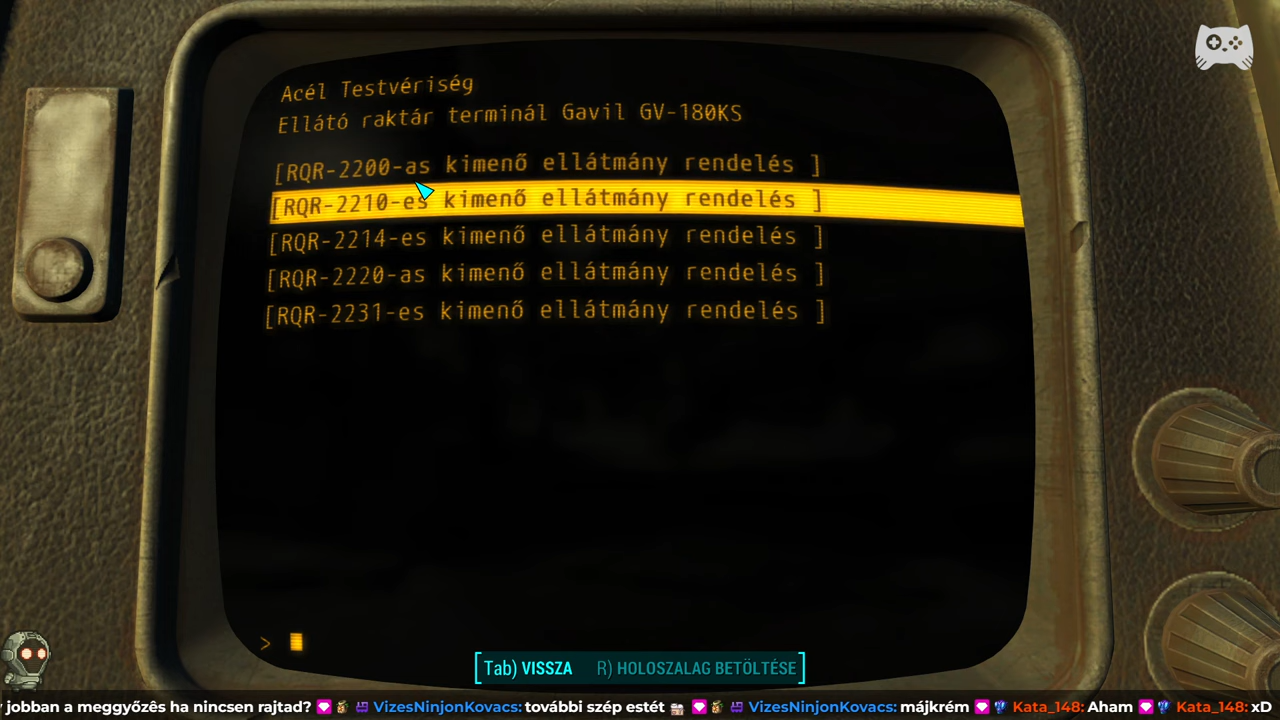 Acél Testvériség
Ellátó raktár terminál Gavil GV-180KS
[RQR-2200-as kimenő ellátmány rendelés ]
[RQR-2210-es kimenő ellátmány rendelés ]
[RQR-2214-es kimenő ellátmány rendelés ]
[RQR-2220-as kimenő ellátmány rendelés ]
[RQR-2231-es kimenő ellátmány rendelés ]
>
[Tab) VISSZA R) HOLOSZALAG BETÖLTÉSE]
jobban a meggyőzés ha nincsen rajtad? VizesNinjonKovacs: további szép estét VizesNinjonKovacs: májkrém Kata_148: Aham Kata_148: xD